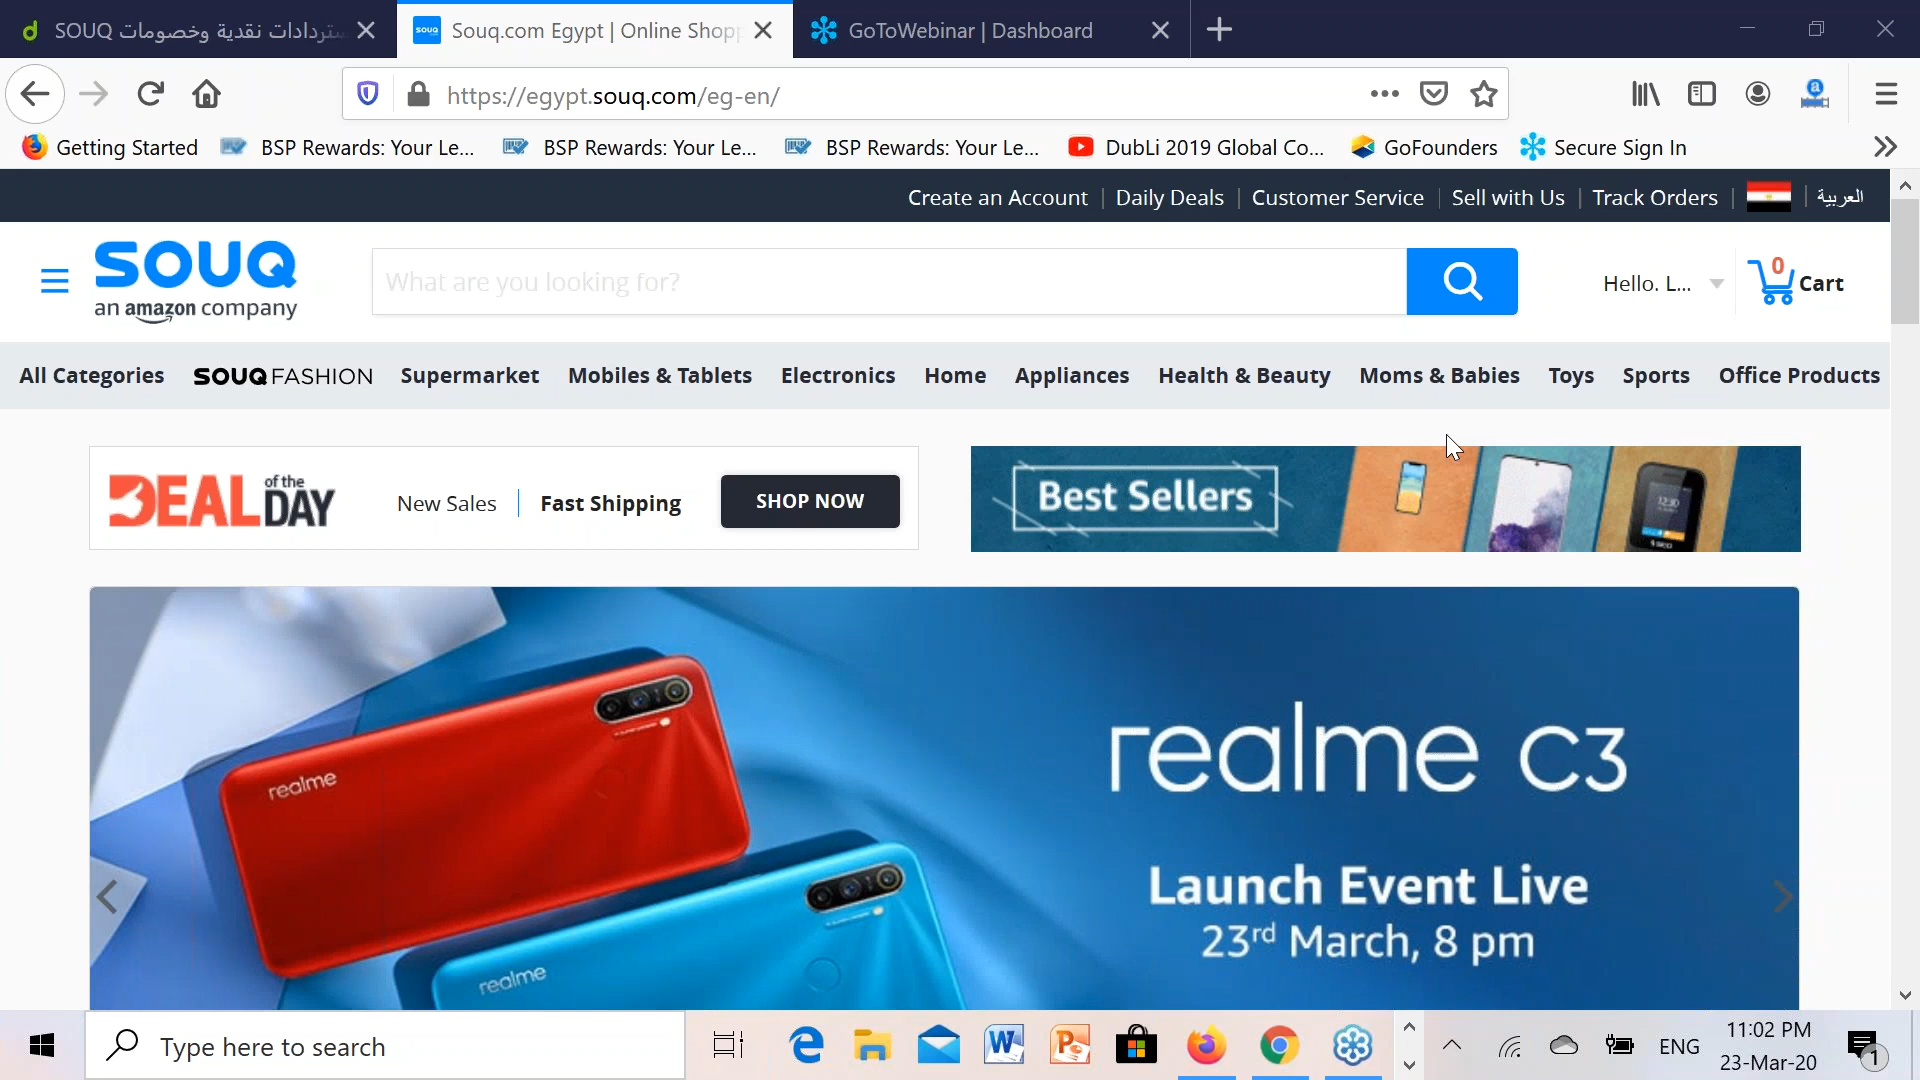 SOUQ ستردادات نقدية وخصومات
Souq.com Egypt | Online Shopp
GoToWebinar | Dashboard
https://egypt.souq.com/eg-en/
Getting Started
BSP Rewards: Your Le...
BSP Rewards: Your Le...
BSP Rewards: Your Le...
DubLi 2019 Global Co...
GoFounders
Secure Sign In
Create an Account | Daily Deals | Customer Service | Sell with Us | Track Orders | العربية
SOUQ
an amazon company
What are you looking for?
Hello. L...
0
Cart
All Categories SOUQ FASHION Supermarket Mobiles & Tablets Electronics Home Appliances Health & Beauty Moms & Babies Toys Sports Office Products
DEAL of the DAY
New Sales | Fast Shipping
SHOP NOW
Best Sellers
12:30
realme
realme
realme C3
Launch Event Live
23rd March, 8 pm
Type here to search
ENG
11:02 PM
23-Mar-20
1